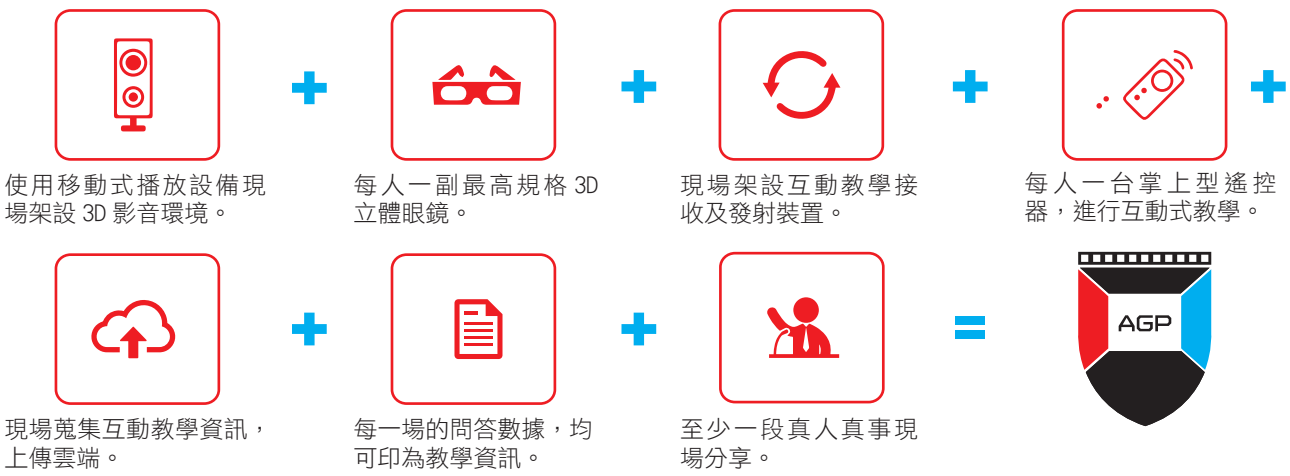 使用移動式播放設備現
場架設 3D 影音環境。
每人一副最高規格 3D
立體眼鏡。
現場架設互動教學接
收及發射裝置。
每人一台掌上型遙控
器，進行互動式教學。
現場蒐集互動教學資訊，
上傳雲端。
每一場的問答數據，均
可印為教學資訊。
至少一段真人真事現
場分享。
AGP